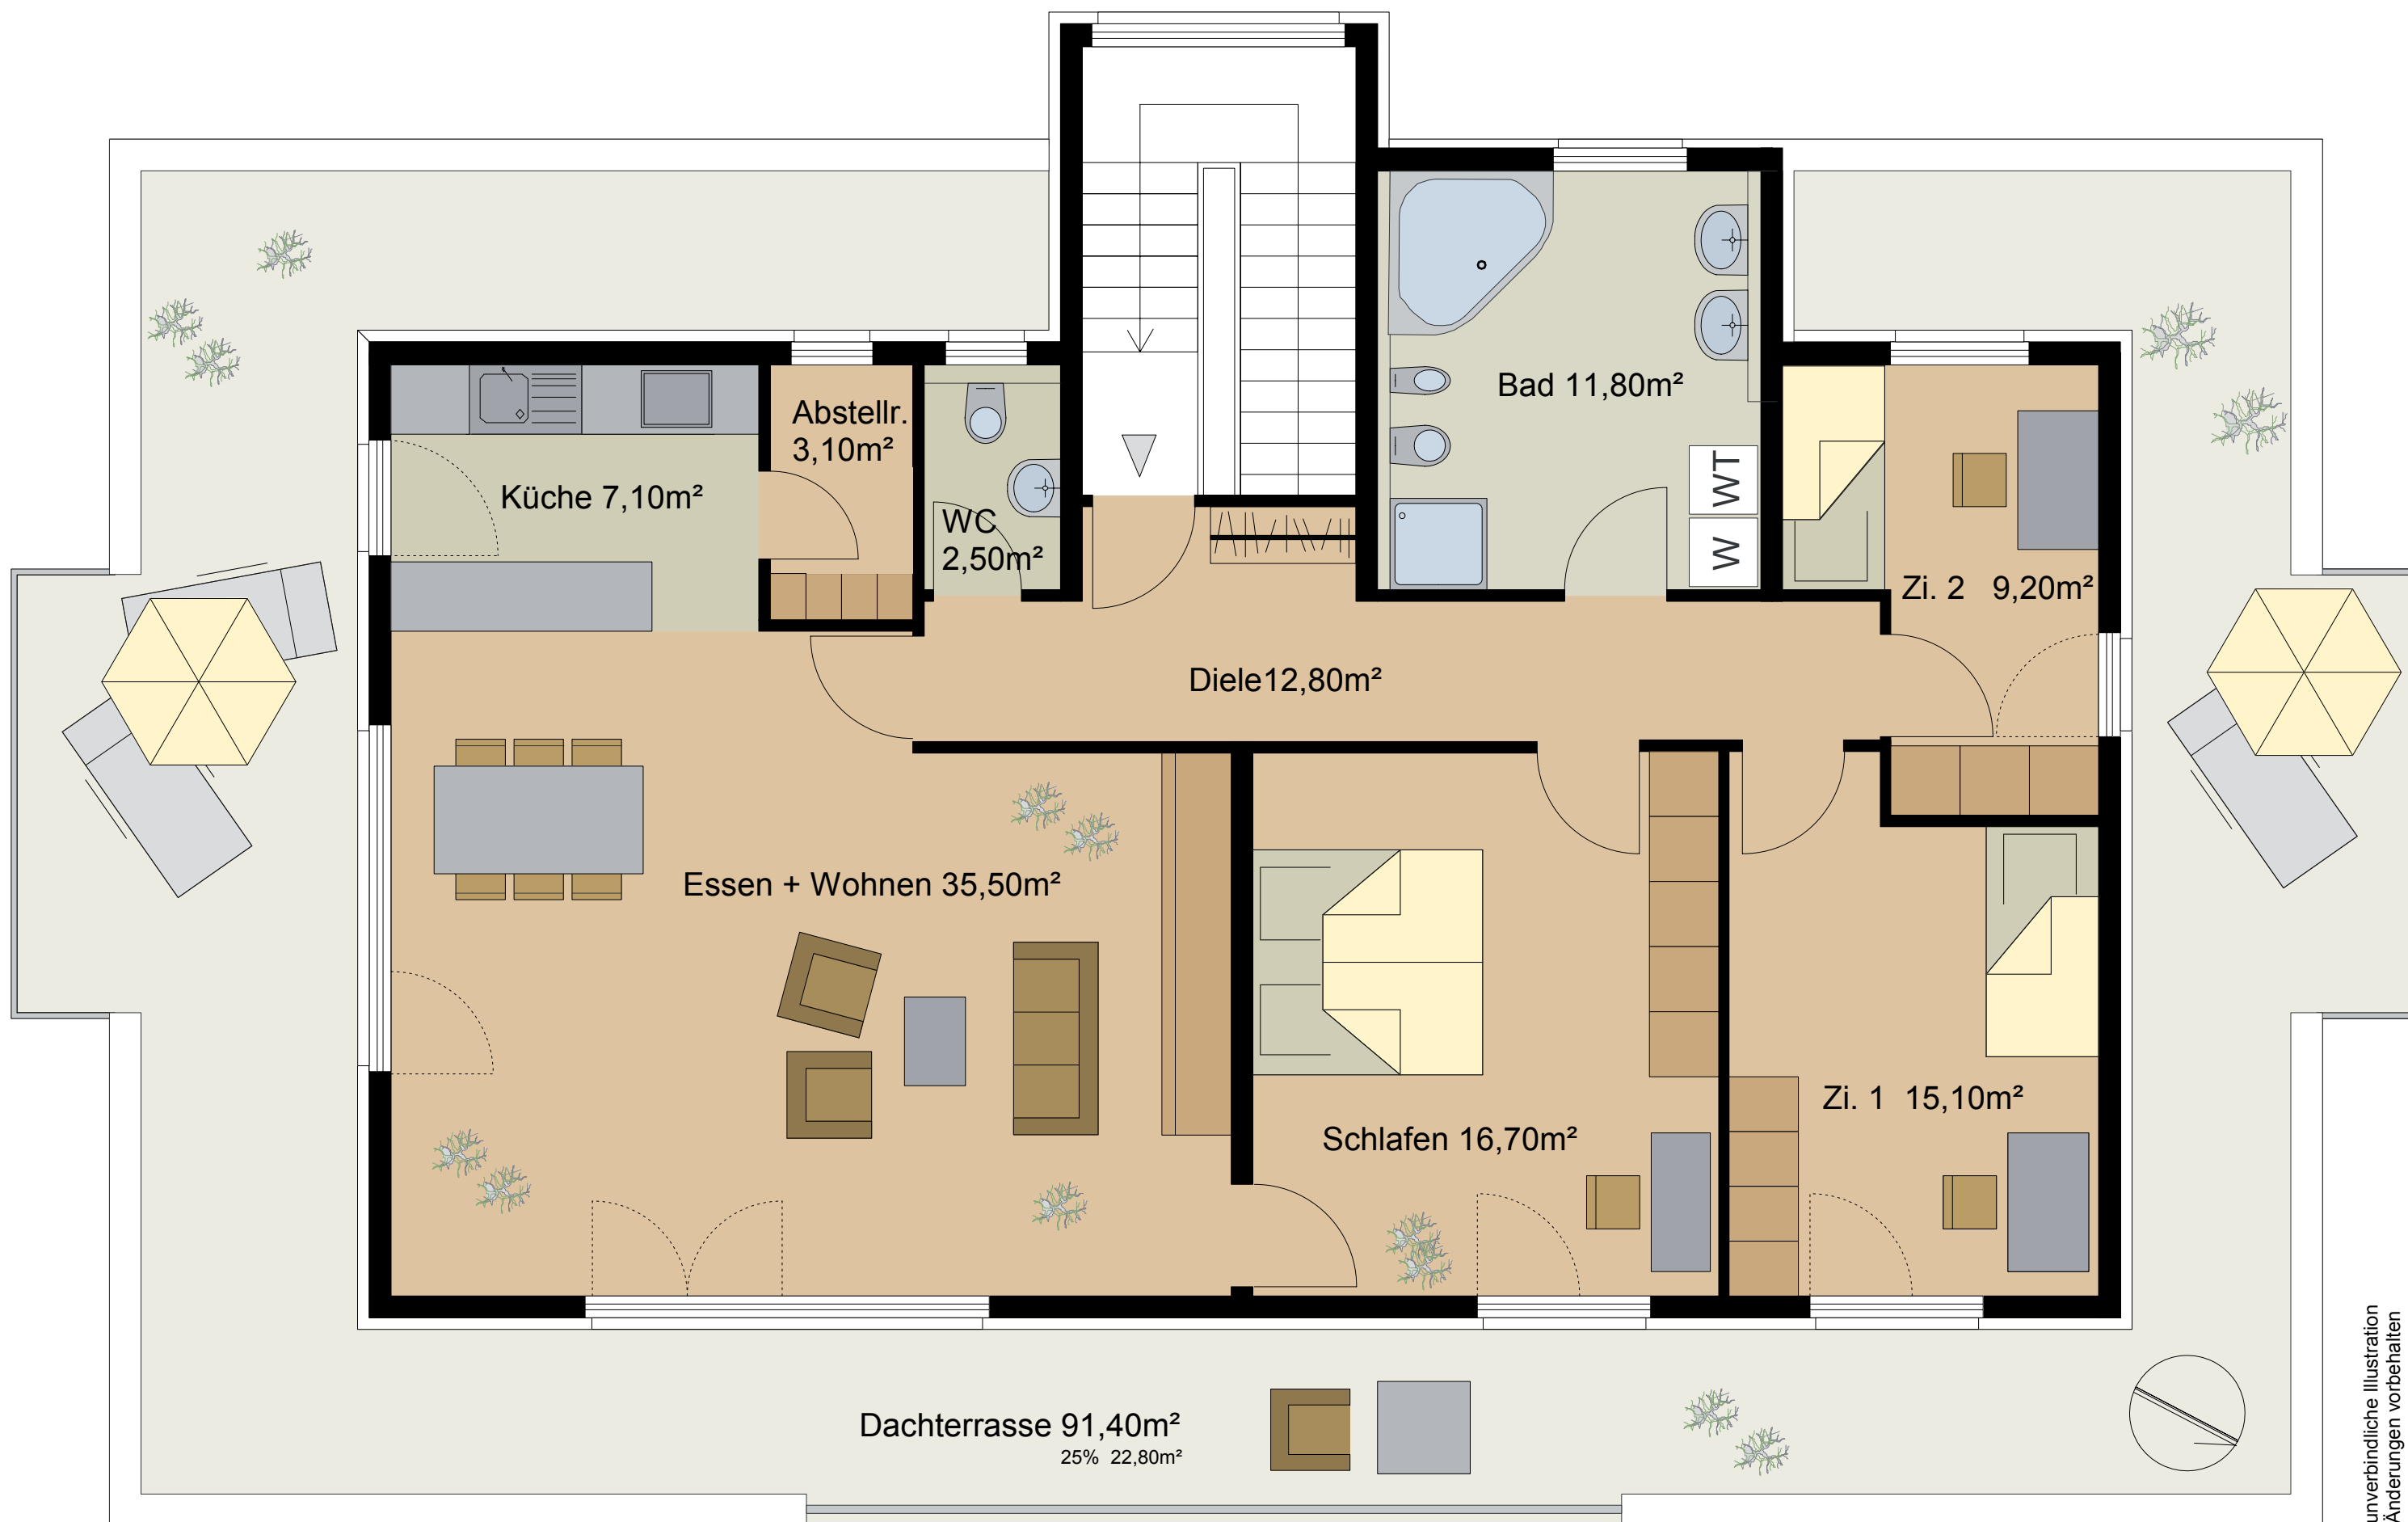 Abstellr.
3,10m²
Bad 11,80m²
Küche 7,10m²
WC
2,50m²
WT
W
Zi. 2 9,20m²
Diele12,80m²
Essen + Wohnen 35,50m²
Zi. 1 15,10m²
Schlafen 16,70m²
Dachterrasse 91,40m²
25% 22,80m²
unverbindliche Illustration
Änderungen vorbehalten